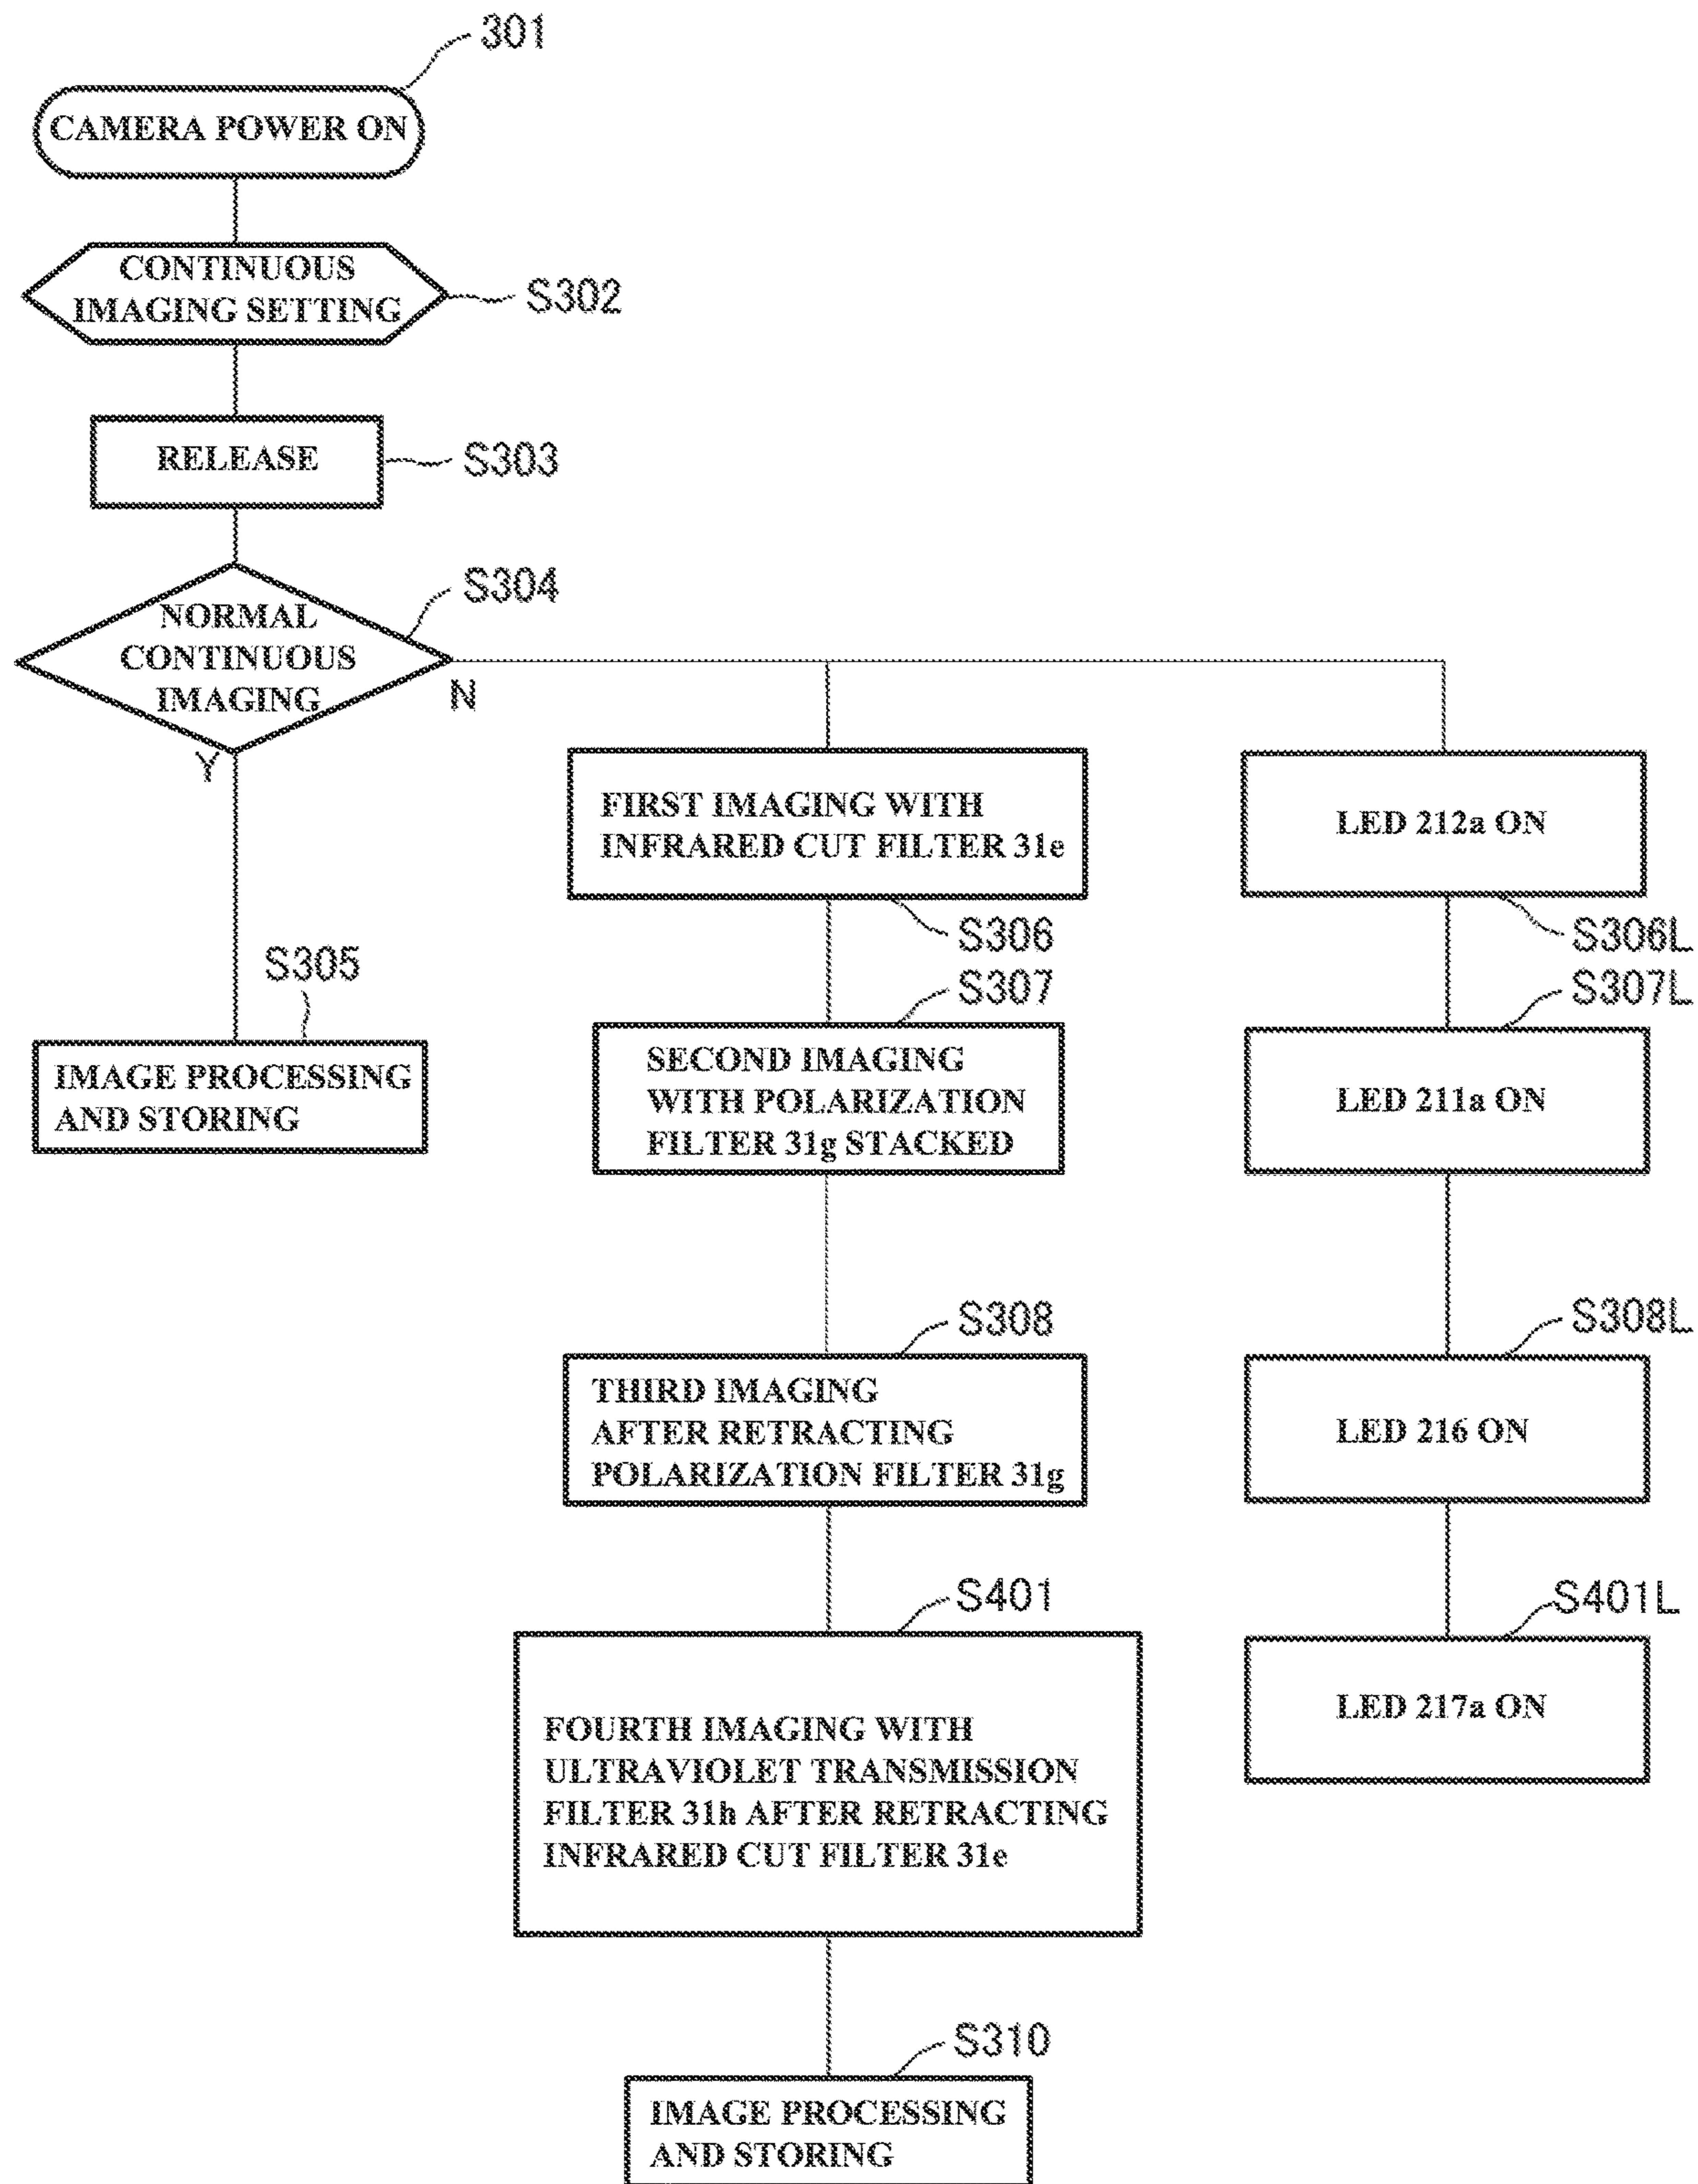 301
CAMERA POWER ON
CONTINUOUS
IMAGING SETTING
S302
RELEASE
S303
S304
NORMAL
CONTINUOUS
IMAGING
N
Y
S305
IMAGE PROCESSING
AND STORING
FIRST IMAGING WITH
INFRARED CUT FILTER 31e
S306
S307
SECOND IMAGING
WITH POLARIZATION
FILTER 31g STACKED
S308
THIRD IMAGING
AFTER RETRACTING
POLARIZATION FILTER 31g
S401
FOURTH IMAGING WITH
ULTRAVIOLET TRANSMISSION
FILTER 31h AFTER RETRACTING
INFRARED CUT FILTER 31e
S310
IMAGE PROCESSING
AND STORING
LED 212a ON
S306L
S307L
LED 211a ON
S308L
LED 216 ON
S401L
LED 217a ON